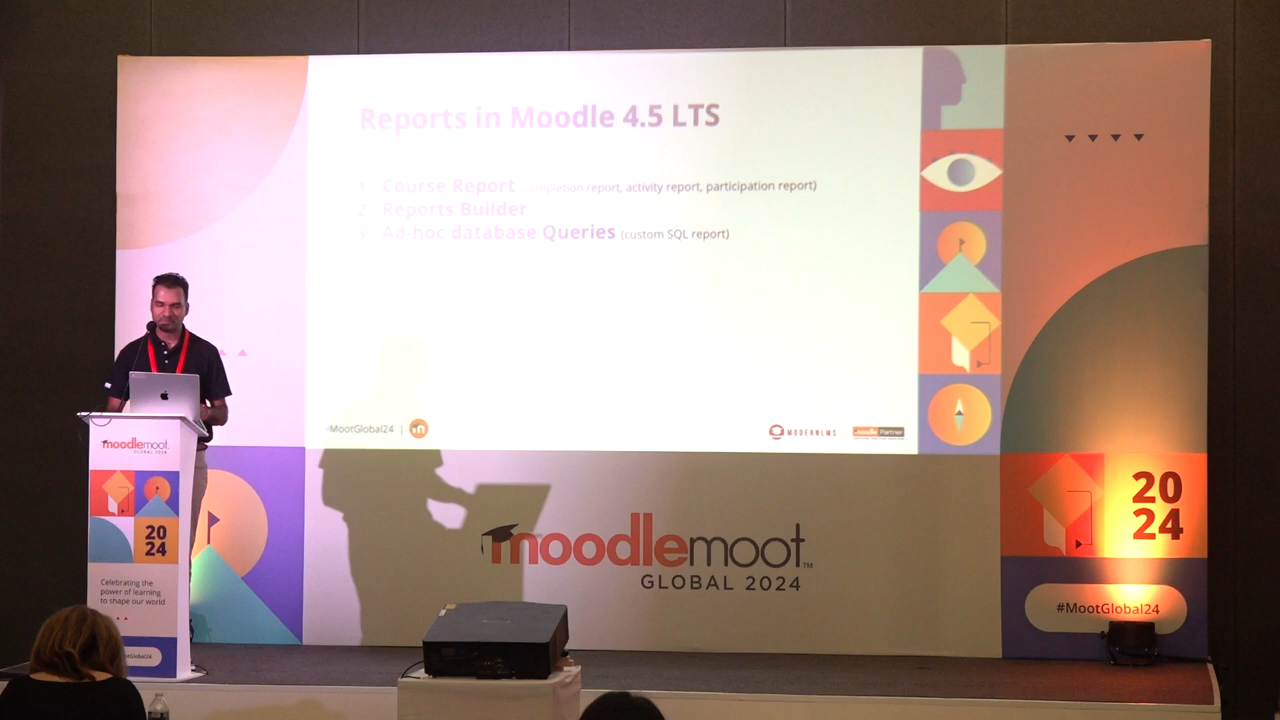 Reports in Moodle 4.5 LTS
1. Course Report (completion report, activity report, participation report)
2. Reports Builder
3. Ad-hoc database Queries (custom SQL report)
#MootGlobal24 |
MODERNLMS
moodle Partner
moodlemoot
GLOBAL 2024
20
24
Celebrating the
power of learning
to shape our world
moodlemoot™
GLOBAL 2024
20
24
#MootGlobal24